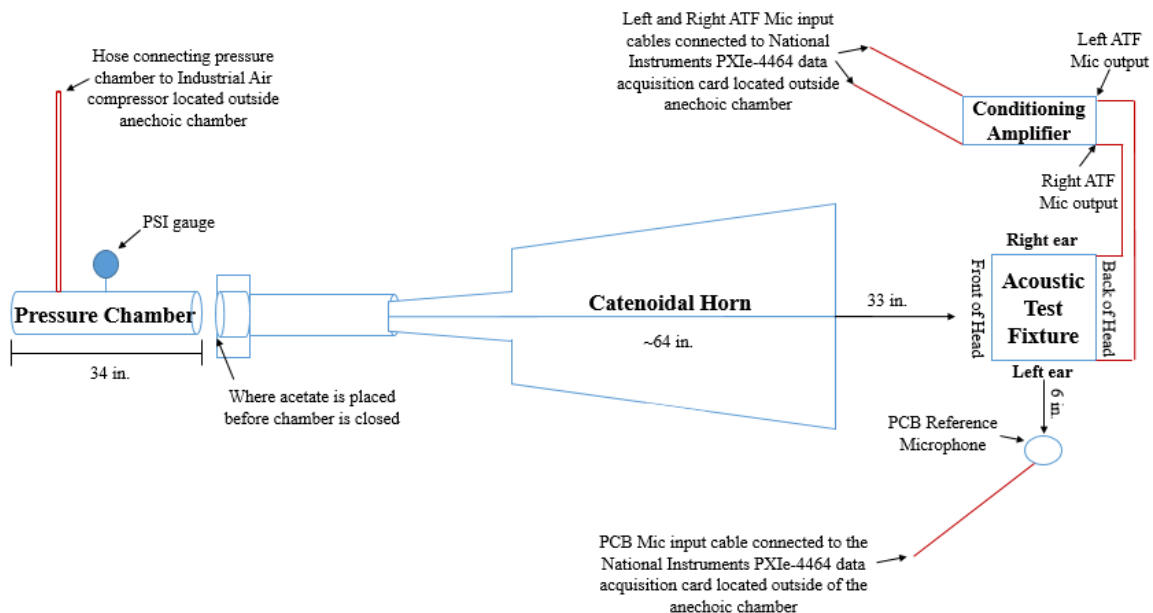 Hose connecting pressure
chamber to Industrial Air
compressor located outside
anechoic chamber
PSI gauge
Pressure Chamber
34 in.
Where acetate is placed
before chamber is closed
Catenoidal Horn
~64 in.
33 in.
Left and Right ATF Mic input
cables connected to National
Instruments PXIe-4464 data
acquisition card located outside
anechoic chamber
Left ATF
Mic output
Conditioning
Amplifier
Right ATF
Mic output
Right ear
Front of Head
Acoustic
Test
Fixture
Back of Head
Left ear
6 in.
PCB Reference
Microphone
PCB Mic input cable connected to the
National Instruments PXIe-4464 data
acquisition card located outside of the
anechoic chamber